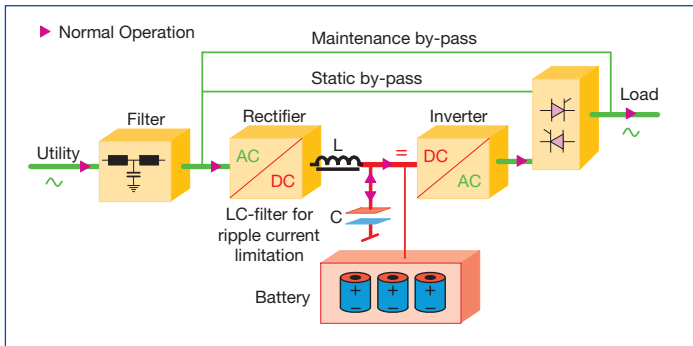 Normal Operation
Maintenance by-pass
Static by-pass
Filter
Rectifier
Inverter
Load
Utility
AC
DC
L
=
DC
AC
LC-filter for
ripple current
limitation
C
Battery
+ + +
− − −